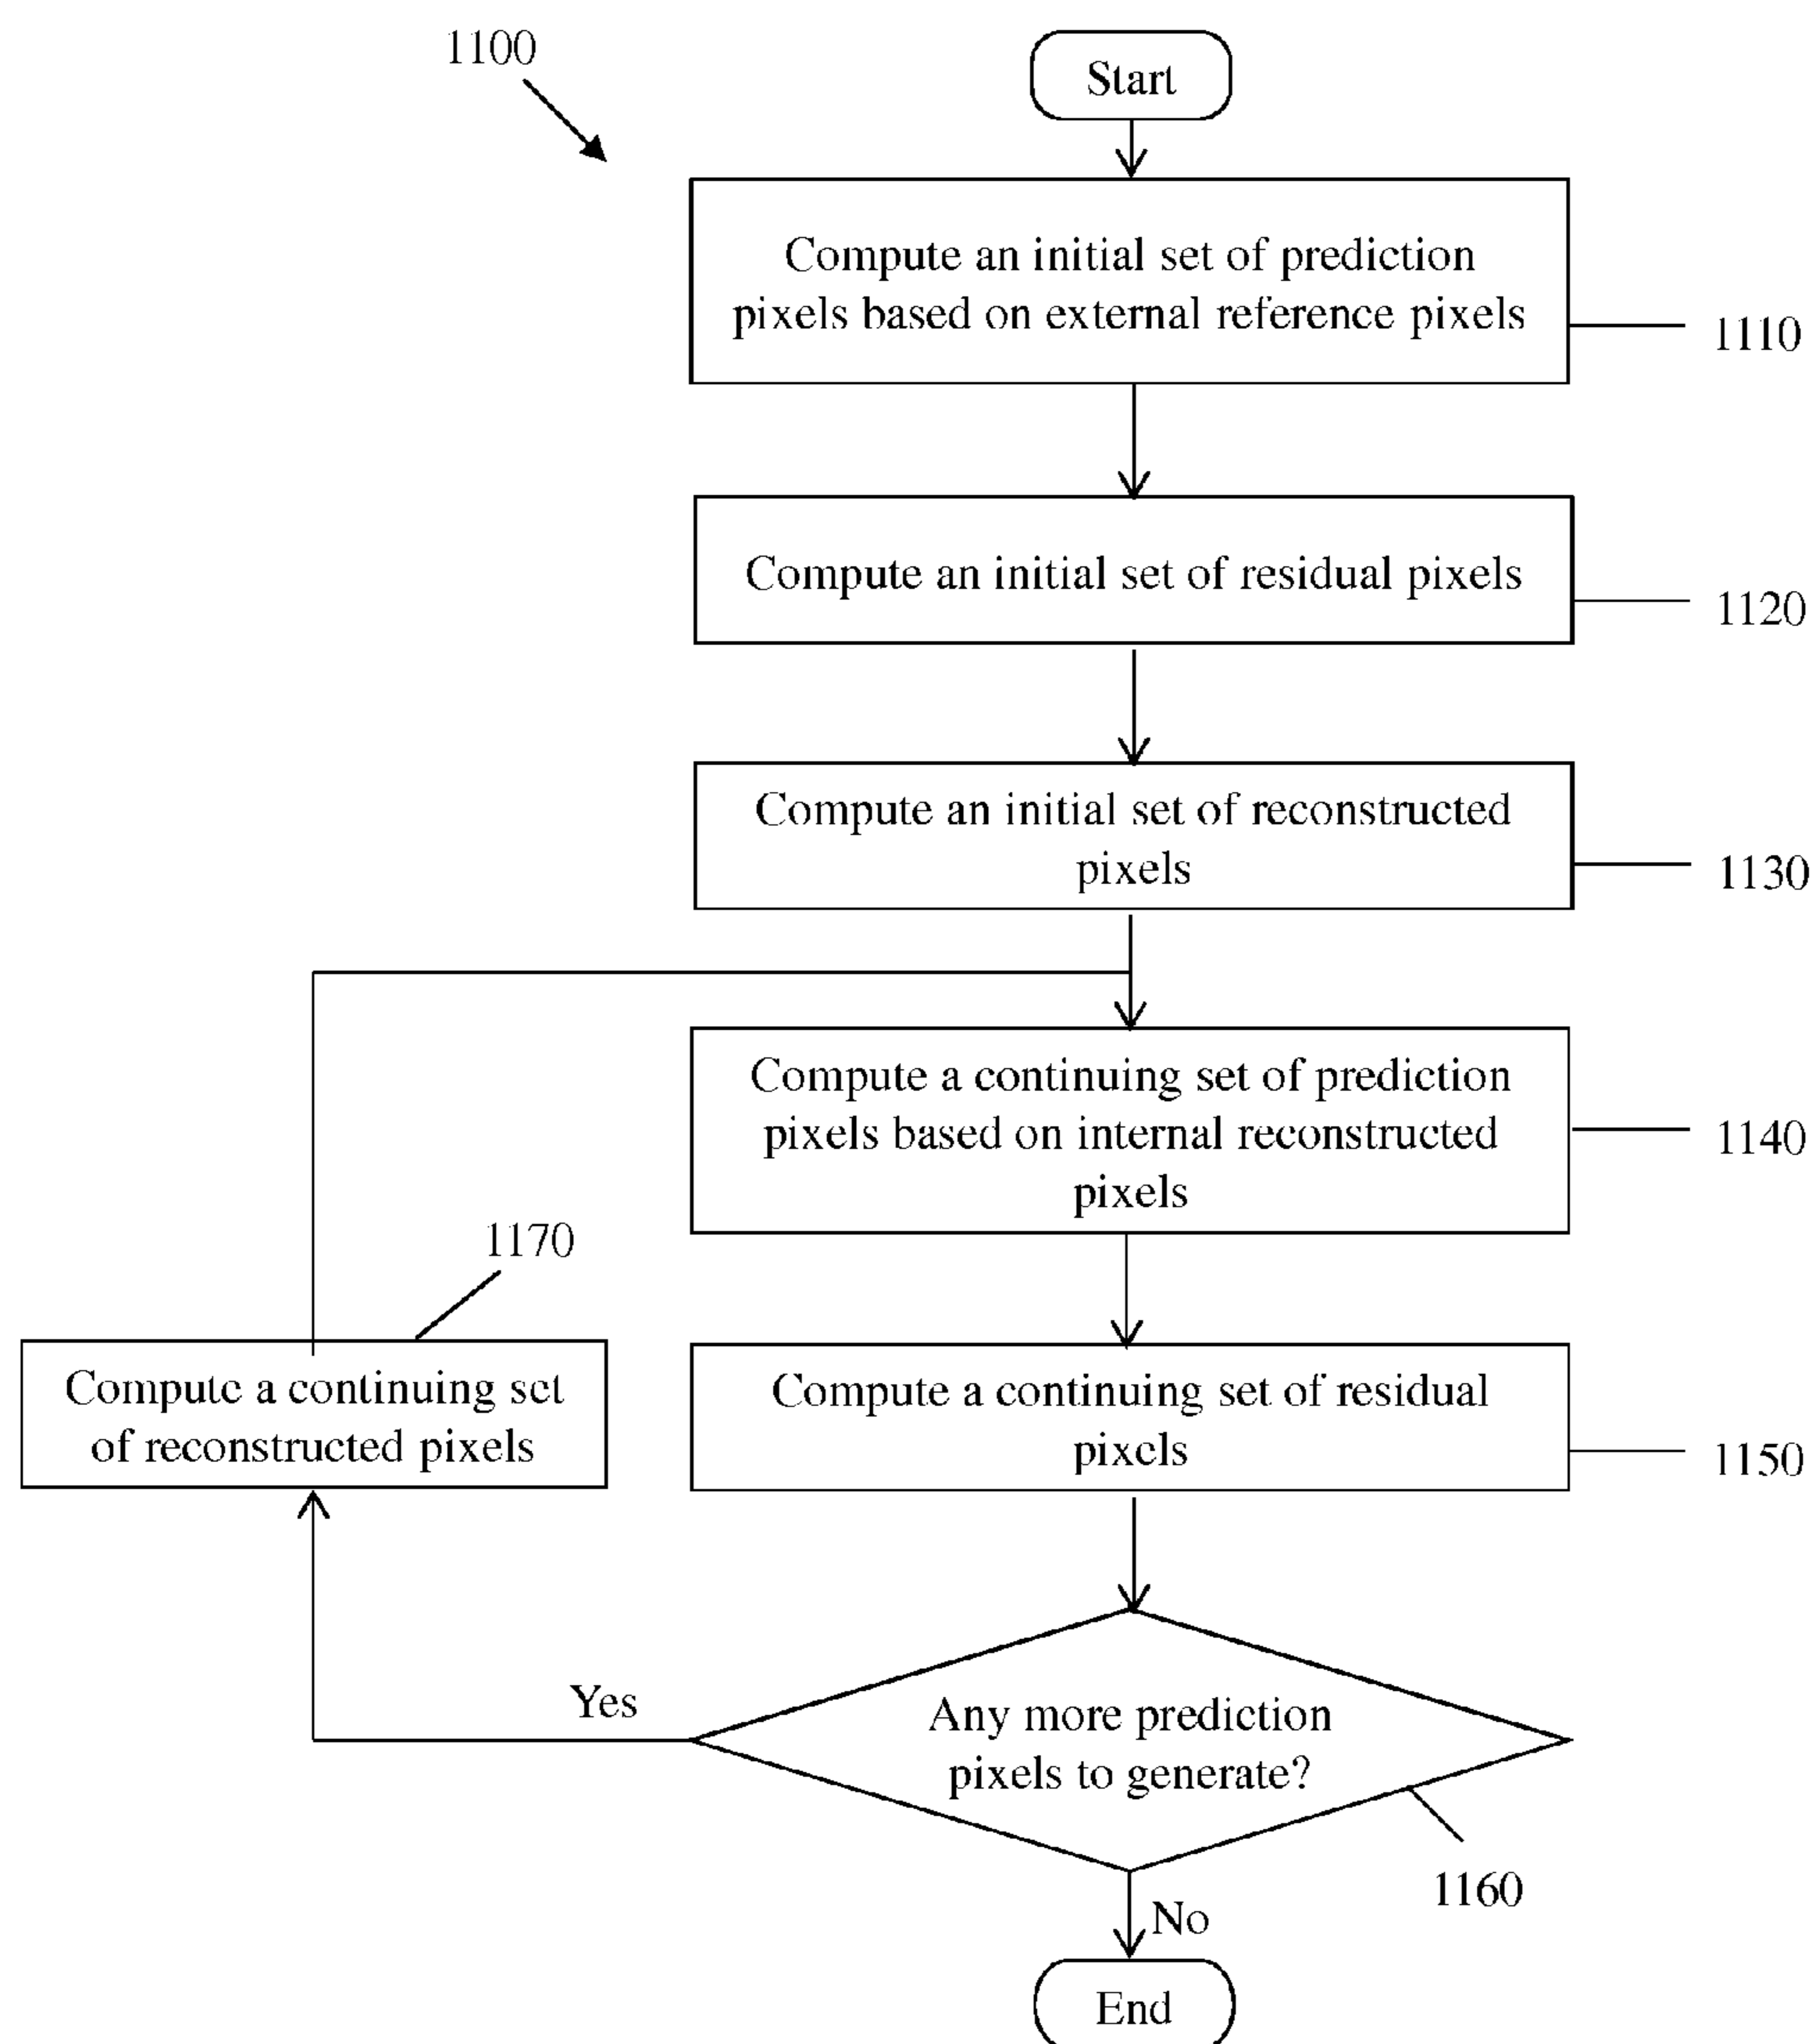 1100
Start
Compute an initial set of prediction
pixels based on external reference pixels
1110
Compute an initial set of residual pixels
1120
Compute an initial set of reconstructed
pixels
1130
Compute a continuing set of prediction
pixels based on internal reconstructed
pixels
1140
1170
Compute a continuing set
of reconstructed pixels
Compute a continuing set of residual
pixels
1150
Yes
Any more prediction
pixels to generate?
1160
No
End